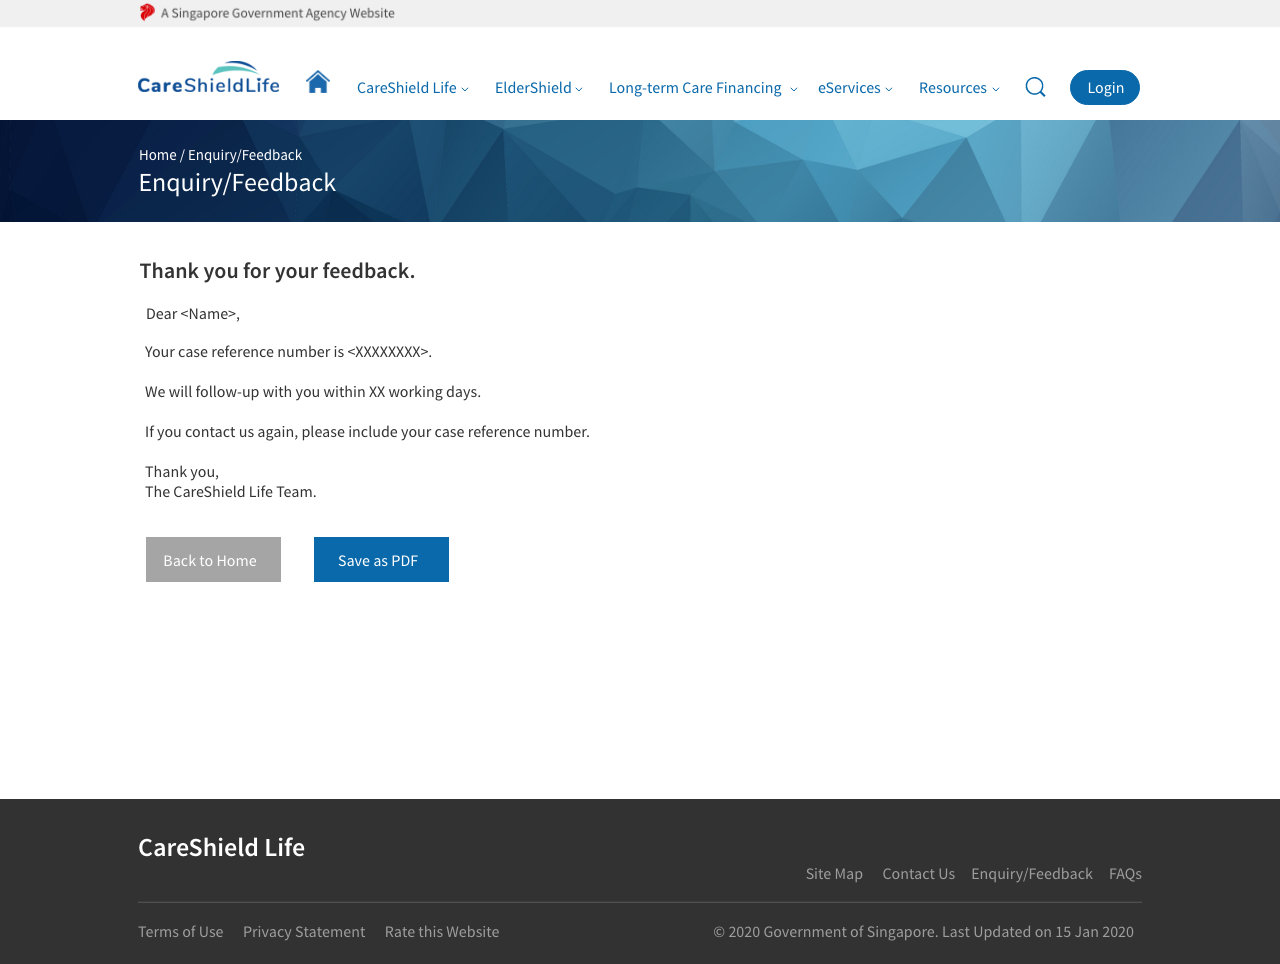 A Singapore Government Agency Website
CareShieldLife
CareShield Life
ElderShield
Long-term Care Financing
eServices
Resources
Login
Home / Enquiry/Feedback
Enquiry/Feedback
Thank you for your feedback.
Dear <Name>,
Your case reference number is <XXXXXXXX>.
We will follow-up with you within XX working days.
If you contact us again, please include your case reference number.
Thank you,
The CareShield Life Team.
Back to Home
Save as PDF
CareShield Life
Site Map
Contact Us
Enquiry/Feedback
FAQs
Terms of Use
Privacy Statement
Rate this Website
© 2020 Government of Singapore. Last Updated on 15 Jan 2020